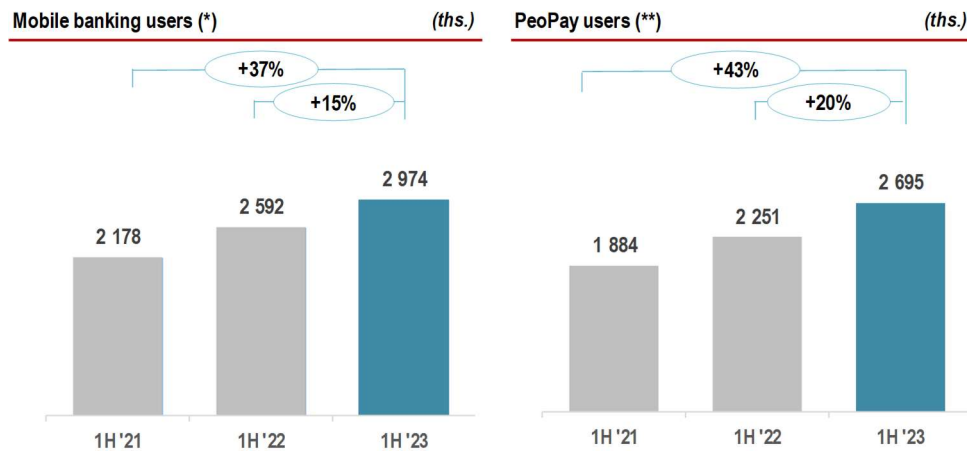 Mobile banking users (*) (ths.)
+37%
+15%
2 974
2 592
2 178
1H '21 1H '22 1H '23
PeoPay users (**) (ths.)
+43%
+20%
2 695
2 251
1 884
1H '21 1H '22 1H '23